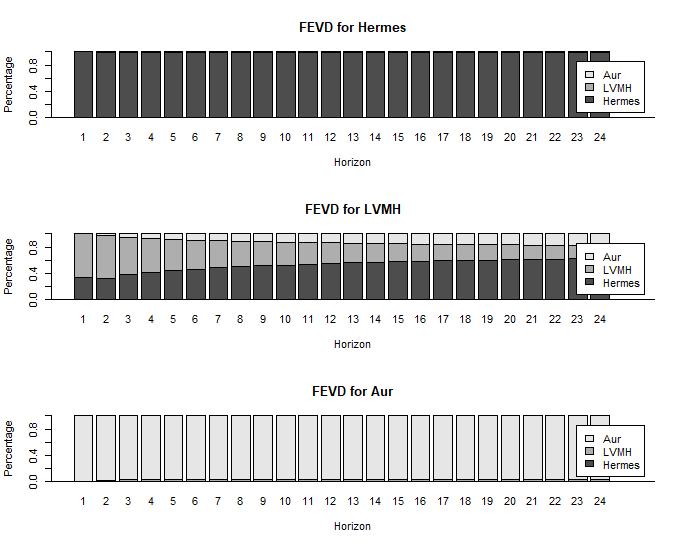 FEVD for Hermes
Percentage
0.0 0.4 0.8
Aur
LVMH
Hermes
1 2 3 4 5 6 7 8 9 10 11 12 13 14 15 16 17 18 19 20 21 22 23 24
Horizon
FEVD for LVMH
Percentage
0.0 0.4 0.8
Aur
LVMH
Hermes
1 2 3 4 5 6 7 8 9 10 11 12 13 14 15 16 17 18 19 20 21 22 23 24
Horizon
FEVD for Aur
Percentage
0.0 0.4 0.8
Aur
LVMH
Hermes
1 2 3 4 5 6 7 8 9 10 11 12 13 14 15 16 17 18 19 20 21 22 23 24
Horizon